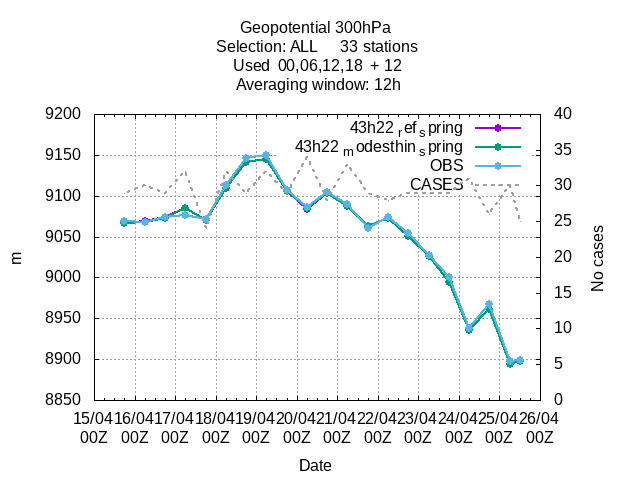 Geopotential 300hPa
Selection: ALL 33 stations
Used 00,06,12,18 + 12
Averaging window: 12h
43h22 ref spring
43h22 modesthin spring
OBS
CASES
9200
9150
9100
9050
9000
8950
8900
8850
40
35
30
25
20
15
10
5
0
m
No cases
15/04 16/04 17/04 18/04 19/04 20/04 21/04 22/04 23/04 24/04 25/04 26/04
00Z 00Z 00Z 00Z 00Z 00Z 00Z 00Z 00Z 00Z 00Z 00Z
Date